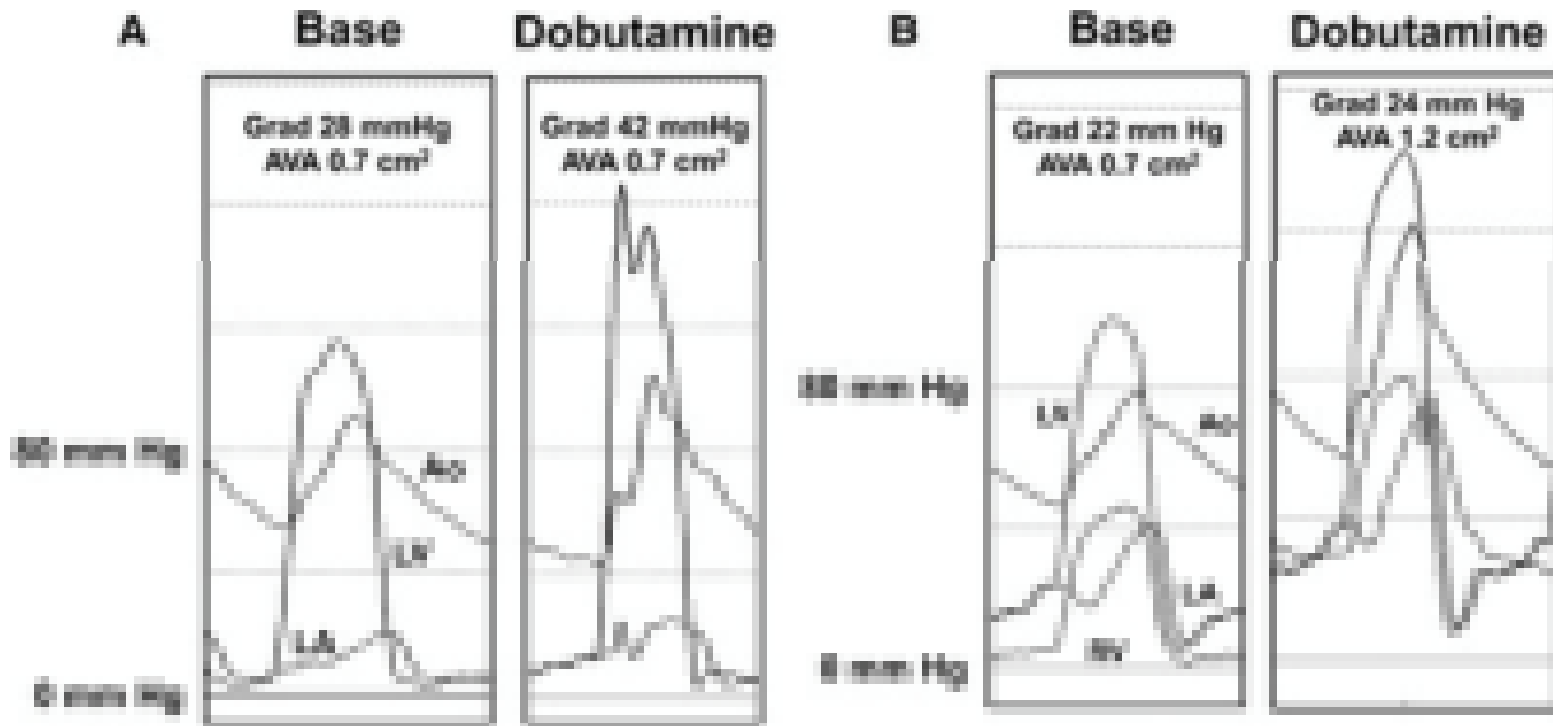 A
Base
Dobutamine
B
Base
Dobutamine
Grad 28 mmHg
AVA 0.7 cm²
Grad 42 mmHg
AVA 0.7 cm²
Grad 22 mm Hg
AVA 0.7 cm²
Grad 24 mm Hg
AVA 1.2 cm²
mm Hg
Ao
LV
LA
0 mm Hg
mm Hg
LV
Ao
LA
RV
0 mm Hg